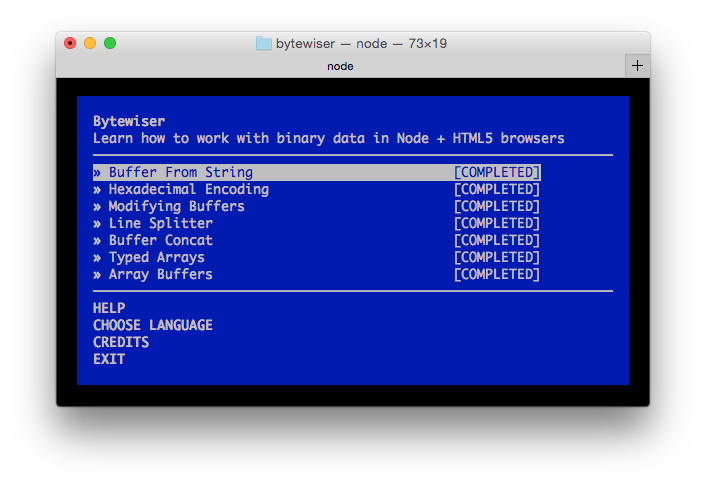 bytewiser — node — 73×19
node
+
Bytewiser
Learn how to work with binary data in Node + HTML5 browsers
» Buffer From String [COMPLETED]
» Hexadecimal Encoding [COMPLETED]
» Modifying Buffers [COMPLETED]
» Line Splitter [COMPLETED]
» Buffer Concat [COMPLETED]
» Typed Arrays [COMPLETED]
» Array Buffers [COMPLETED]
HELP
CHOOSE LANGUAGE
CREDITS
EXIT